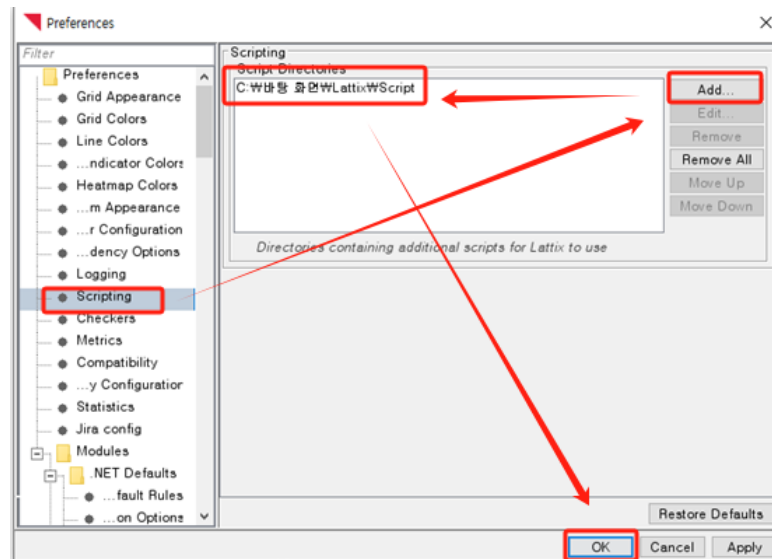 Preferences
Filter
Preferences
Grid Appearance
Grid Colors
Line Colors
...ndicator Colors
Heatmap Colors
...m Appearance
...r Configuration
...dency Options
Logging
Scripting
Checkers
Metrics
Compatibility
...y Configuration
Statistics
Jira config
Modules
.NET Defaults
...fault Rules
...on Options
Scripting
Script Directories
C:₩바탕 화면₩Lattix₩Script
Add...
Edit...
Remove
Remove All
Move Up
Move Down
Directories containing additional scripts for Lattix to use
Restore Defaults
OK
Cancel
Apply